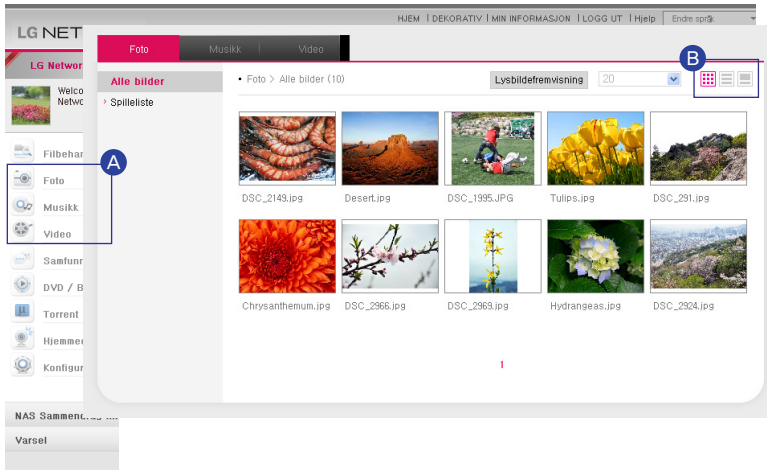 HJEM | DEKORATIV | MIN INFORMASJON | LOGG UT | Hjelp Endre språk
LG NET
LG Networ
Welco
Netwo
Filbehan
Foto
Musikk
Video
Samfunn
DVD / B
Torrent
Hjemme
Konfigur
NAS Sammendrag
Varsel
A
B
Foto Musikk | Video
Alle bilder
Spilleliste
• Foto > Alle bilder (10) Lysbildefremvisning 20
DSC_2149.jpg Desert.jpg DSC_1995.JPG Tulips.jpg DSC_291.jpg
Chrysanthemum.jpg DSC_2966.jpg DSC_2969.jpg Hydrangeas.jpg DSC_2924.jpg
1